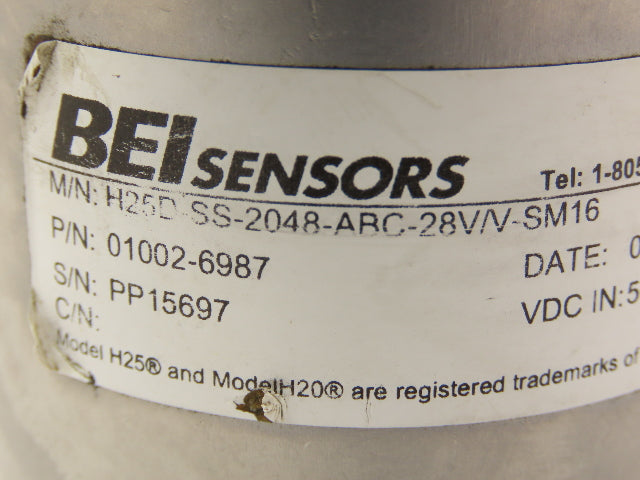 BEI SENSORS
Tel: 1-805
M/N: H25D-SS-2048-ABC-28V/V-SM16
P/N: 01002-6987
DATE: 0
S/N: PP15697
VDC IN: 5
C/N:
Model H25® and ModelH20® are registered trademarks of